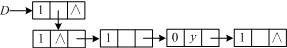 D 1 ∧
1 ∧ 1 0 y 1 ∧